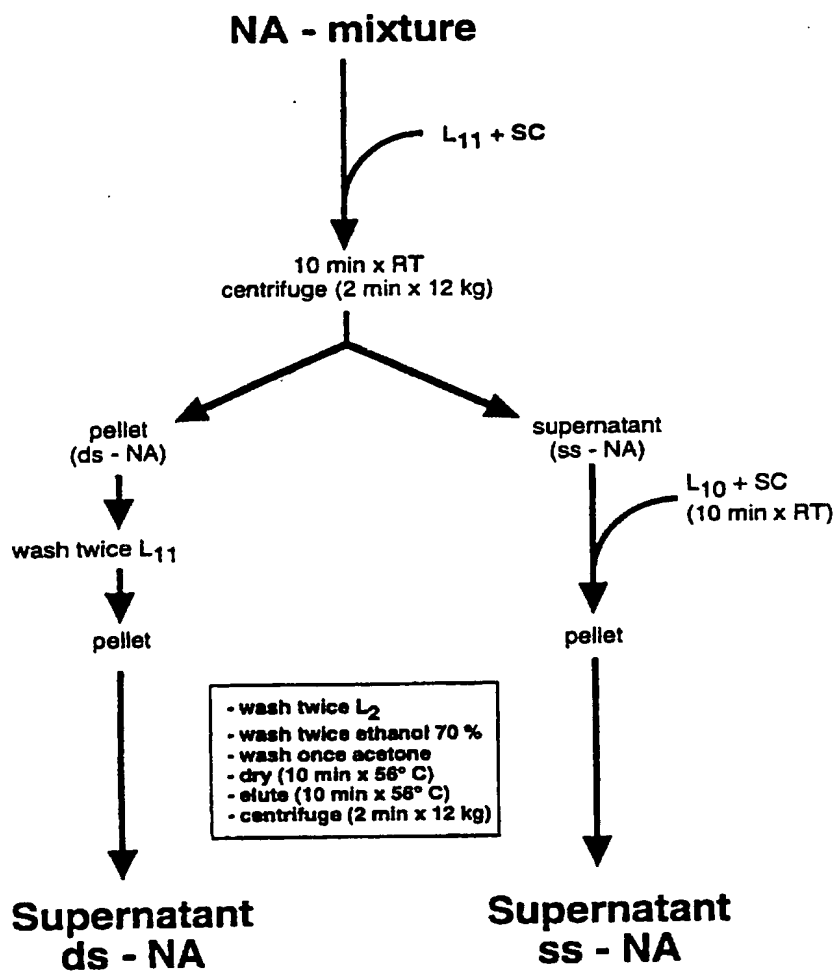 NA - mixture
L11 + SC
10 min x RT
centrifuge (2 min x 12 kg)
pellet
(ds - NA)
supernatant
(ss - NA)
L10 + SC
(10 min x RT)
wash twice L11
pellet
pellet
- wash twice L2
- wash twice ethanol 70 %
- wash once acetone
- dry (10 min x 56° C)
- elute (10 min x 56° C)
- centrifuge (2 min x 12 kg)
Supernatant
ds - NA
Supernatant
ss - NA